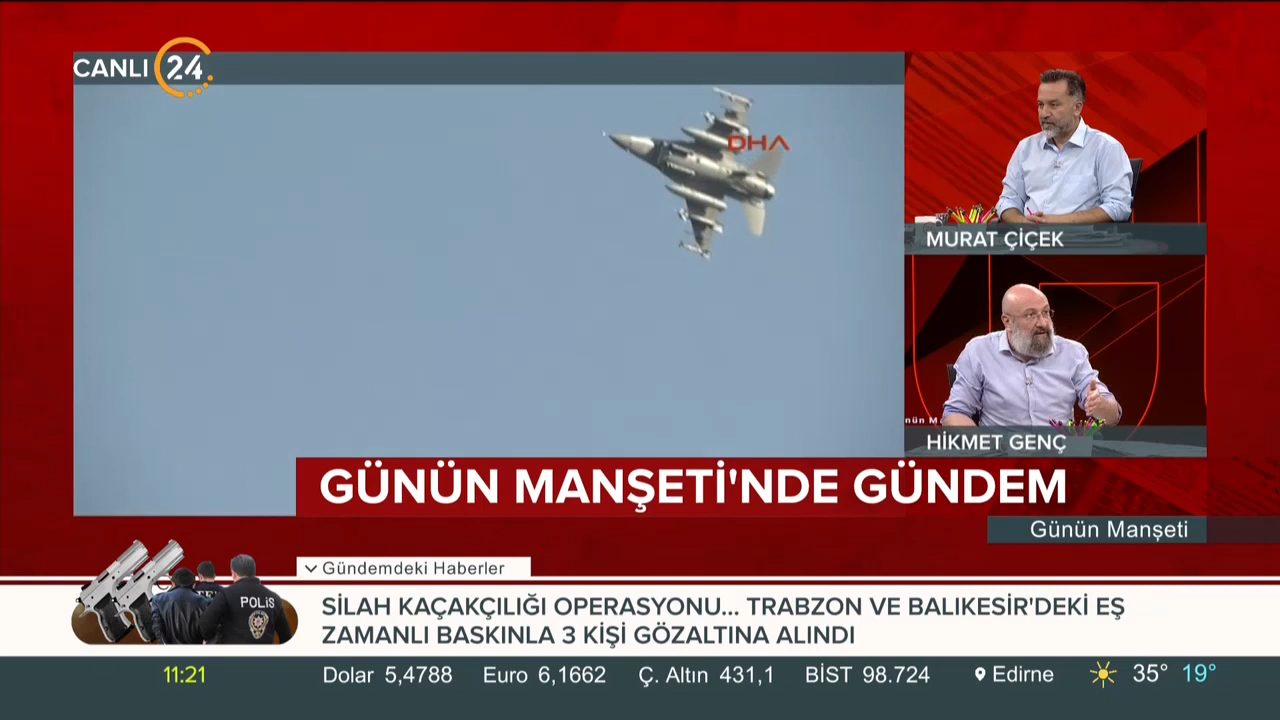 CANLI 24
DHA
MURAT ÇİÇEK
HİKMET GENÇ
GÜNÜN MANŞETİ'NDE GÜNDEM
Günün Manşeti
Gündemdeki Haberler
POLİS
SİLAH KAÇAKÇILIĞI OPERASYONU... TRABZON VE BALIKESİR'DEKİ EŞ
ZAMANLI BASKINLA 3 KİŞİ GÖZALTINA ALINDI
11:21 Dolar 5,4788 Euro 6,1662 Ç. Altın 431,1 BİST 98.724 Edirne 35° 19°